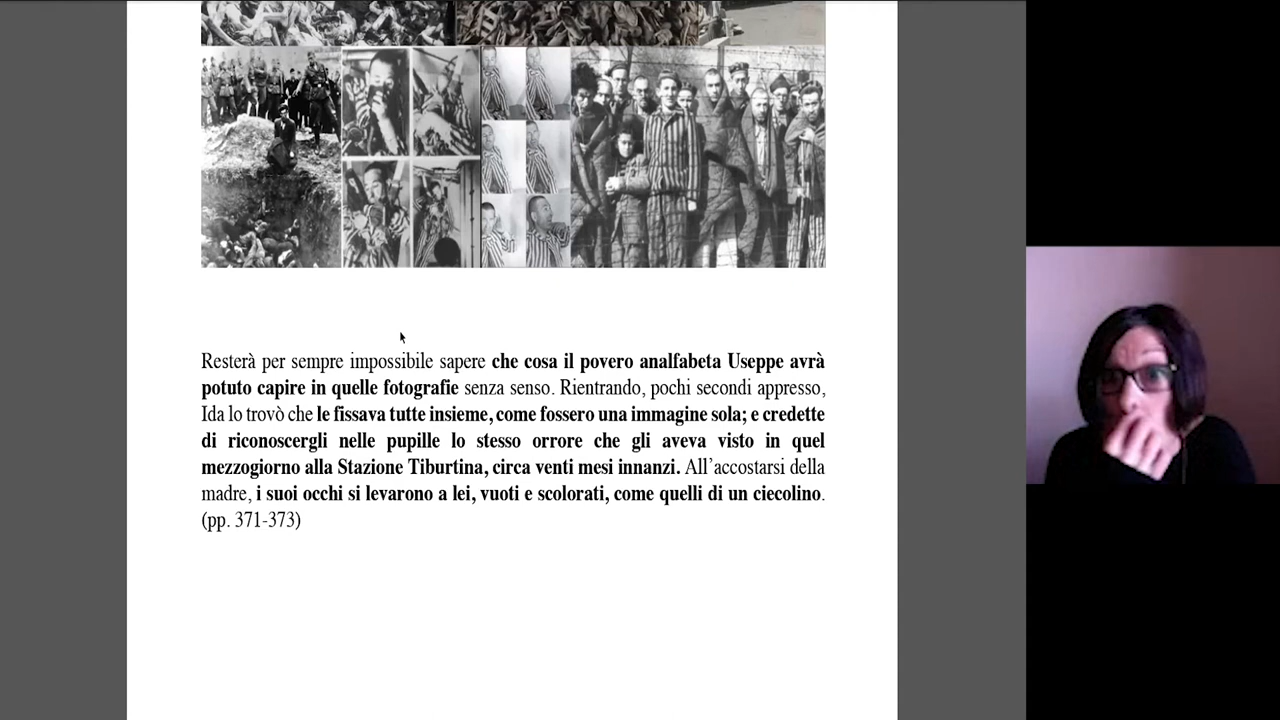 Resterà per sempre impossibile sapere che cosa il povero analfabeta Useppe avrà
potuto capire in quelle fotografie senza senso. Rientrando, pochi secondi appresso,
Ida lo trovò che le fissava tutte insieme, come fossero una immagine sola; e credette
di riconoscergli nelle pupille lo stesso orrore che gli aveva visto in quel
mezzogiorno alla Stazione Tiburtina, circa venti mesi innanzi. All’accostarsi della
madre, i suoi occhi si levarono a lei, vuoti e scolorati, come quelli di un ciecolino.
(pp. 371-373)